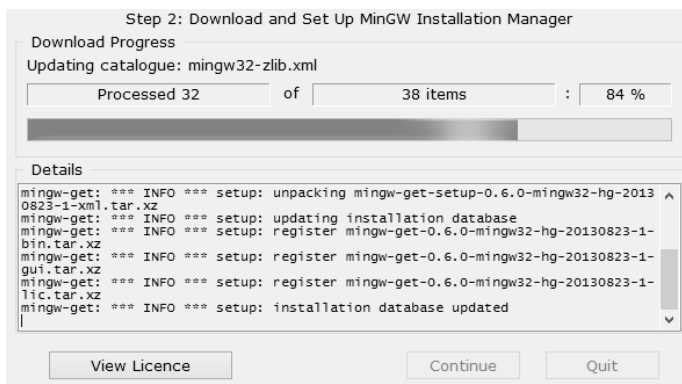 Step 2: Download and Set Up MinGW Installation Manager
Download Progress
Updating catalogue: mingw32-zlib.xml
Processed 32 of 38 items : 84 %
Details
mingw-get: *** INFO *** setup: unpacking mingw-get-setup-0.6.0-mingw32-hg-2013
0823-1-xml.tar.xz
mingw-get: *** INFO *** setup: updating installation database
mingw-get: *** INFO *** setup: register mingw-get-0.6.0-mingw32-hg-20130823-1-
bin.tar.xz
mingw-get: *** INFO *** setup: register mingw-get-0.6.0-mingw32-hg-20130823-1-
gui.tar.xz
mingw-get: *** INFO *** setup: register mingw-get-0.6.0-mingw32-hg-20130823-1-
lic.tar.xz
mingw-get: *** INFO *** setup: installation database updated
View Licence Continue Quit